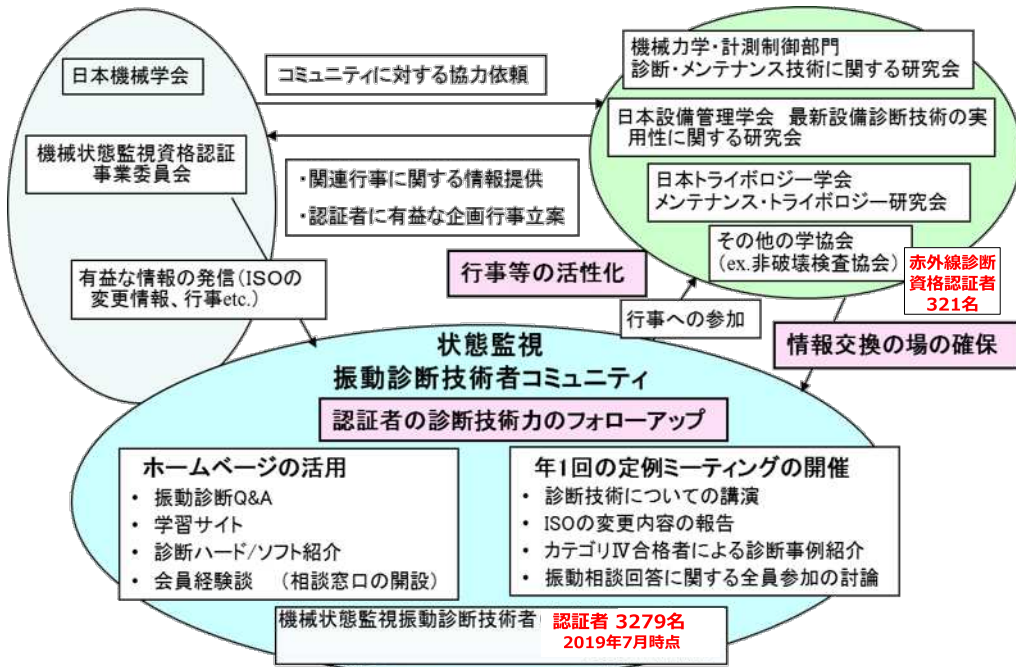 日本機械学会
機械状態監視資格認証
事業委員会
有益な情報の発信(ISOの
変更情報、行事etc.)
コミュニティに対する協力依頼
・関連行事に関する情報提供
・認証者に有益な企画行事立案
機械力学・計測制御部門
診断・メンテナンス技術に関する研究会
日本設備管理学会 最新設備診断技術の実
用性に関する研究会
日本トライボロジー学会
メンテナンス・トライボロジー研究会
その他の学協会
(ex.非破壊検査協会)
赤外線診断
資格認証者
321名
行事等の活性化
行事への参加
情報交換の場の確保
状態監視
振動診断技術者コミュニティ
認証者の診断技術力のフォローアップ
ホームページの活用
・ 振動診断Q&A
・ 学習サイト
・ 診断ハード/ソフト紹介
・ 会員経験談 (相談窓口の開設)
年1回の定例ミーティングの開催
・ 診断技術についての講演
・ ISOの変更内容の報告
・ カテゴリⅣ合格者による診断事例紹介
・ 振動相談回答に関する全員参加の討論
機械状態監視振動診断技術者 認証者 3279名
2019年7月時点